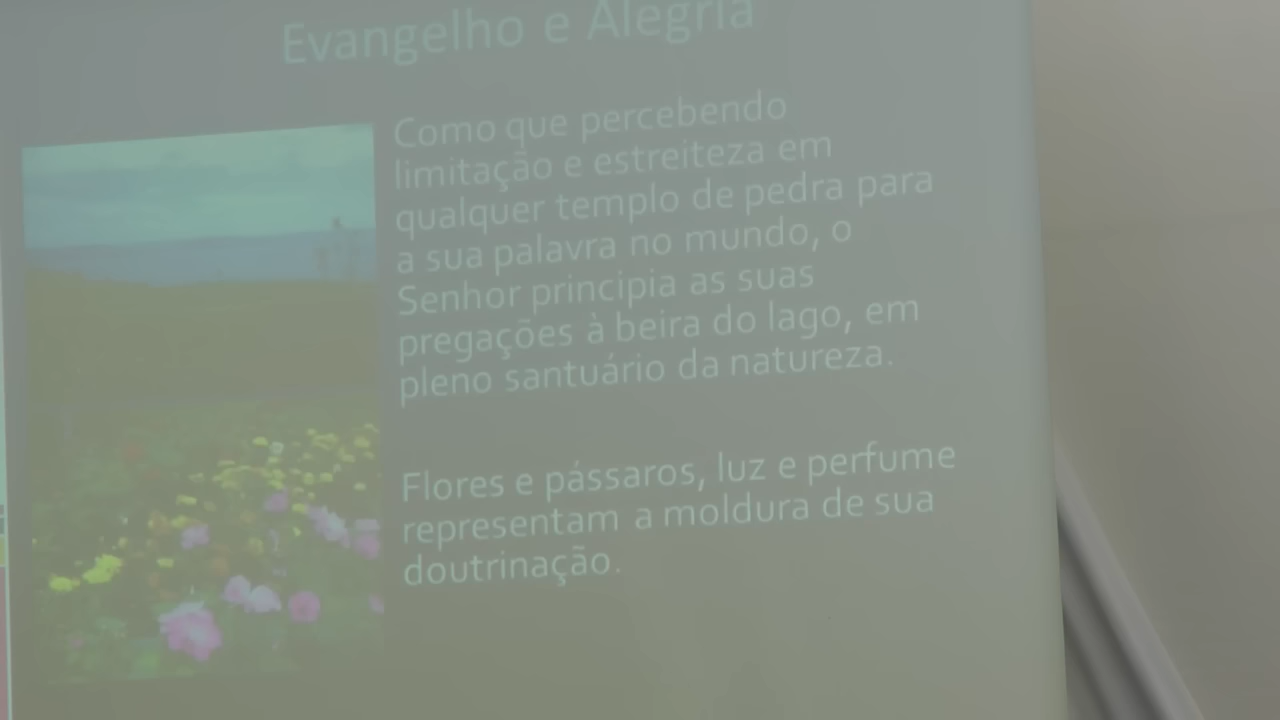 Evangelho e Alegria
Como que percebendo
limitação e estreiteza em
qualquer templo de pedra para
a sua palavra no mundo, o
Senhor principia as suas
pregações à beira do lago, em
pleno santuário da natureza.
Flores e pássaros, luz e perfume
representam a moldura de sua
doutrinação.